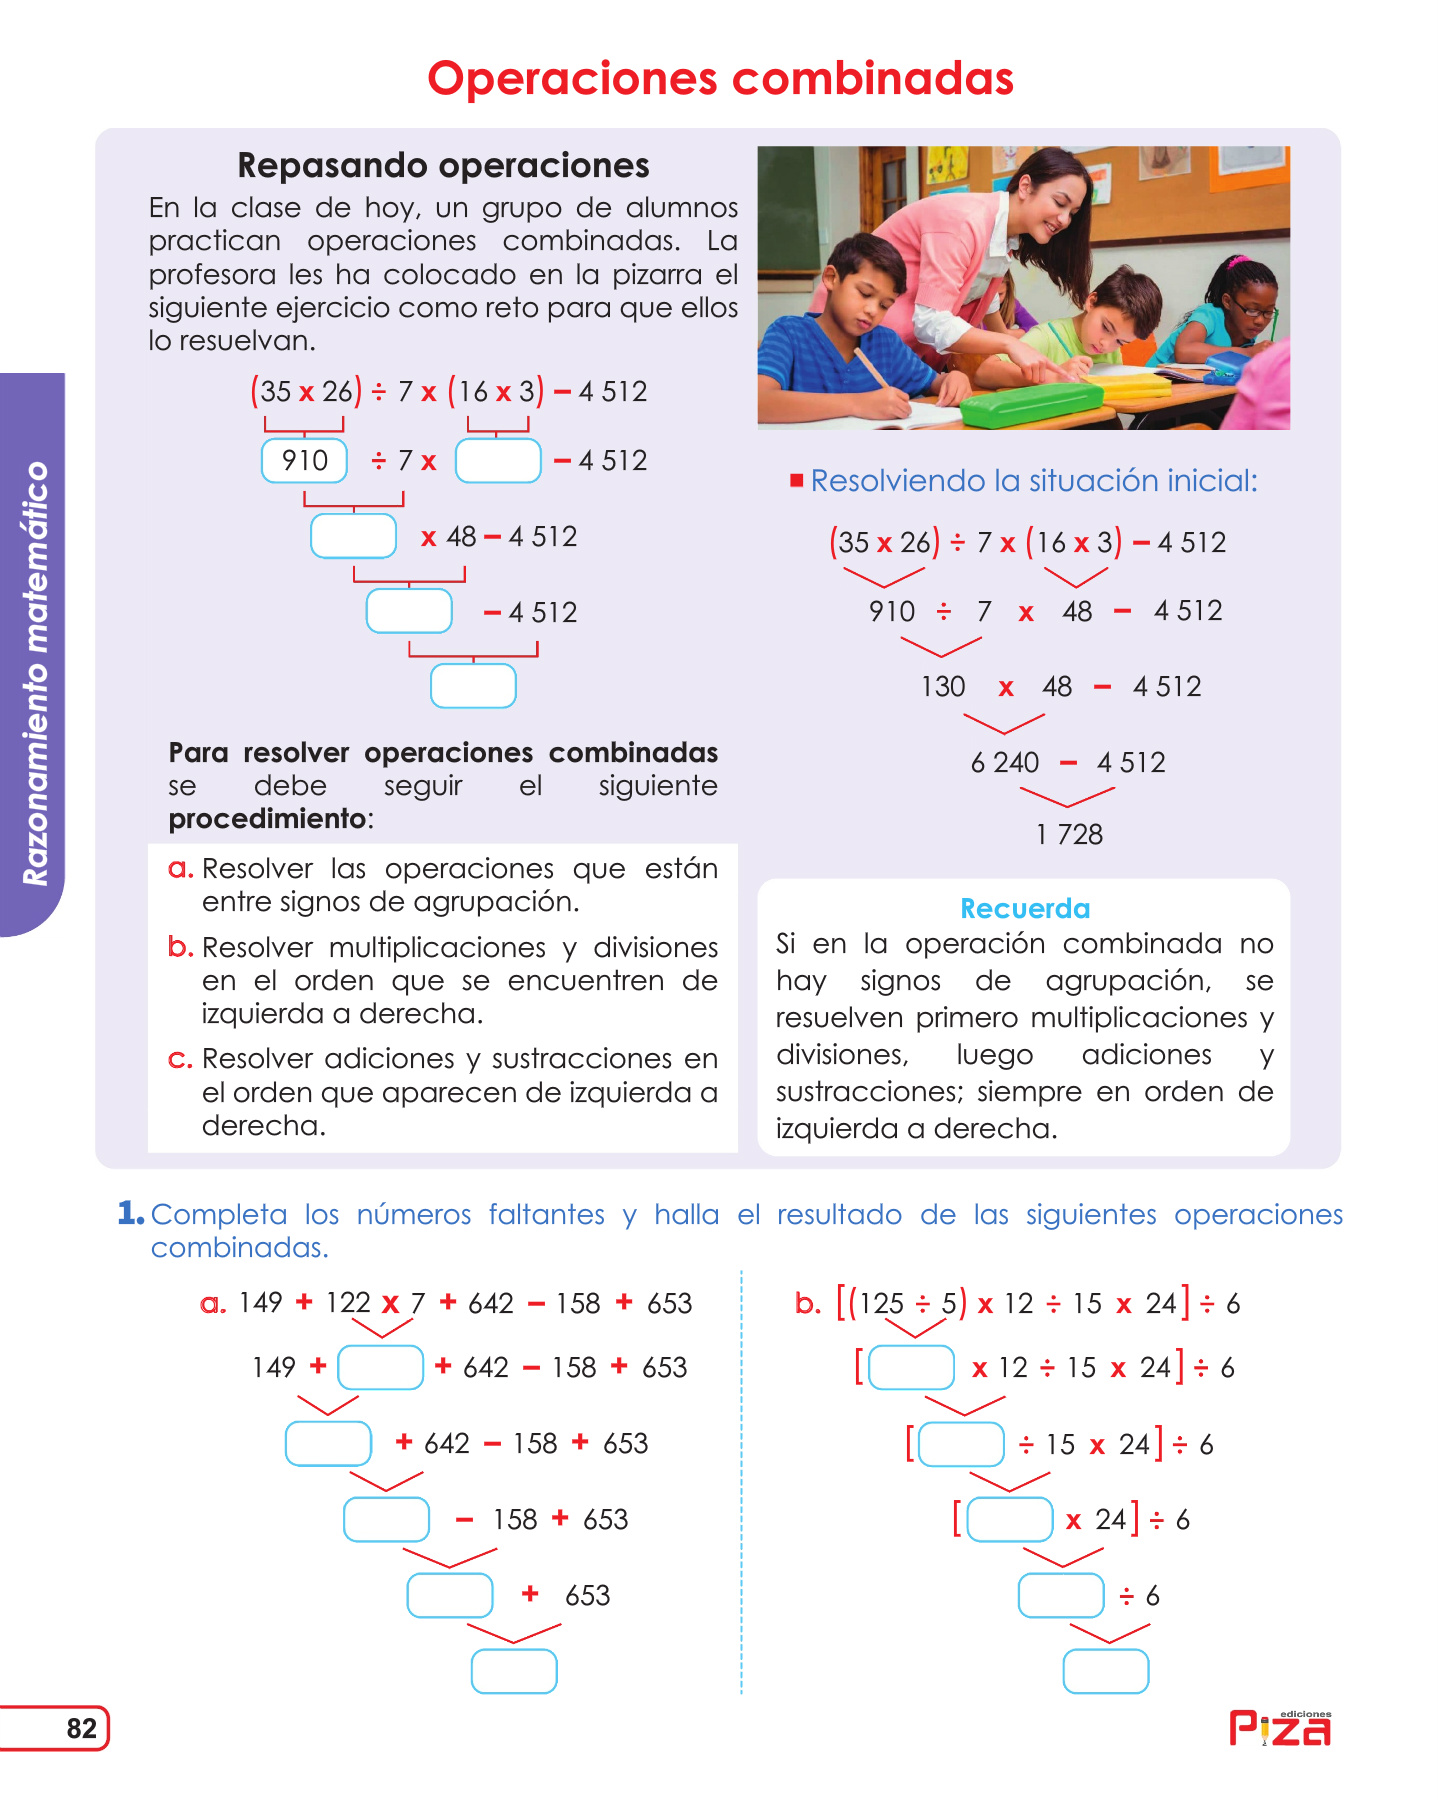 Operaciones combinadas
Repasando operaciones
En la clase de hoy, un grupo de alumnos
practican operaciones combinadas. La
profesora les ha colocado en la pizarra el
siguiente ejercicio como reto para que ellos
lo resuelvan.
(35 x 26) ÷ 7 x (16 x 3) – 4 512
910 ÷ 7 x – 4 512
x 48 – 4 512
– 4 512
Para resolver operaciones combinadas
se debe seguir el siguiente
procedimiento:
a. Resolver las operaciones que están
entre signos de agrupación.
b. Resolver multiplicaciones y divisiones
en el orden que se encuentren de
izquierda a derecha.
c. Resolver adiciones y sustracciones en
el orden que aparecen de izquierda a
derecha.
Resolviendo la situación inicial:
(35 x 26) ÷ 7 x (16 x 3) – 4 512
910 ÷ 7 x 48 – 4 512
130 x 48 – 4 512
6 240 – 4 512
1 728
Recuerda
Si en la operación combinada no
hay signos de agrupación, se
resuelven primero multiplicaciones y
divisiones, luego adiciones y
sustracciones; siempre en orden de
izquierda a derecha.
Razonamiento matemático
1. Completa los números faltantes y halla el resultado de las siguientes operaciones
combinadas.
a. 149 + 122 x 7 + 642 – 158 + 653
149 + + 642 – 158 + 653
+ 642 – 158 + 653
– 158 + 653
+ 653
b. [(125 ÷ 5) x 12 ÷ 15 x 24] ÷ 6
[ x 12 ÷ 15 x 24] ÷ 6
[ ÷ 15 x 24] ÷ 6
[ x 24] ÷ 6
÷ 6
82
ediciones
Piza